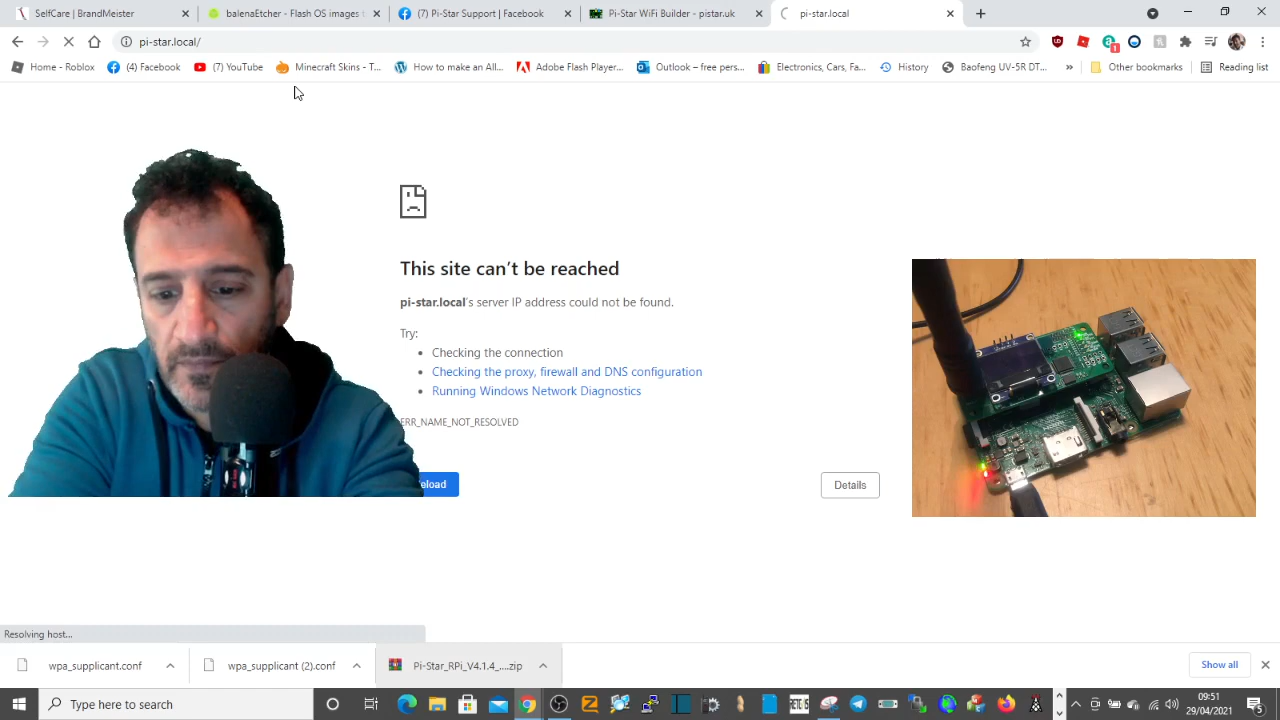 SelfCare | BrandMeister
balenaEtcher - Flash OS images t
(7) Pi-Star Support | Facebook
Pi-Star WiFi Builder - pistar.uk
pi-star.local
pi-star.local/
1
Home - Roblox
(4) Facebook
(7) YouTube
Minecraft Skins - T...
How to make an All...
Adobe Flash Player...
Outlook – free pers...
Electronics, Cars, Fa...
History
Baofeng UV-5R DT...
»
Other bookmarks
Reading list
This site can’t be reached
pi-star.local’s server IP address could not be found.
Try:
• Checking the connection
• Checking the proxy, firewall and DNS configuration
• Running Windows Network Diagnostics
ERR_NAME_NOT_RESOLVED
eload
Details
Resolving host...
wpa_supplicant.conf
wpa_supplicant (2).conf
Pi-Star_RPi_V4.1.4_....zip
Show all
Type here to search
09:51
29/04/2021